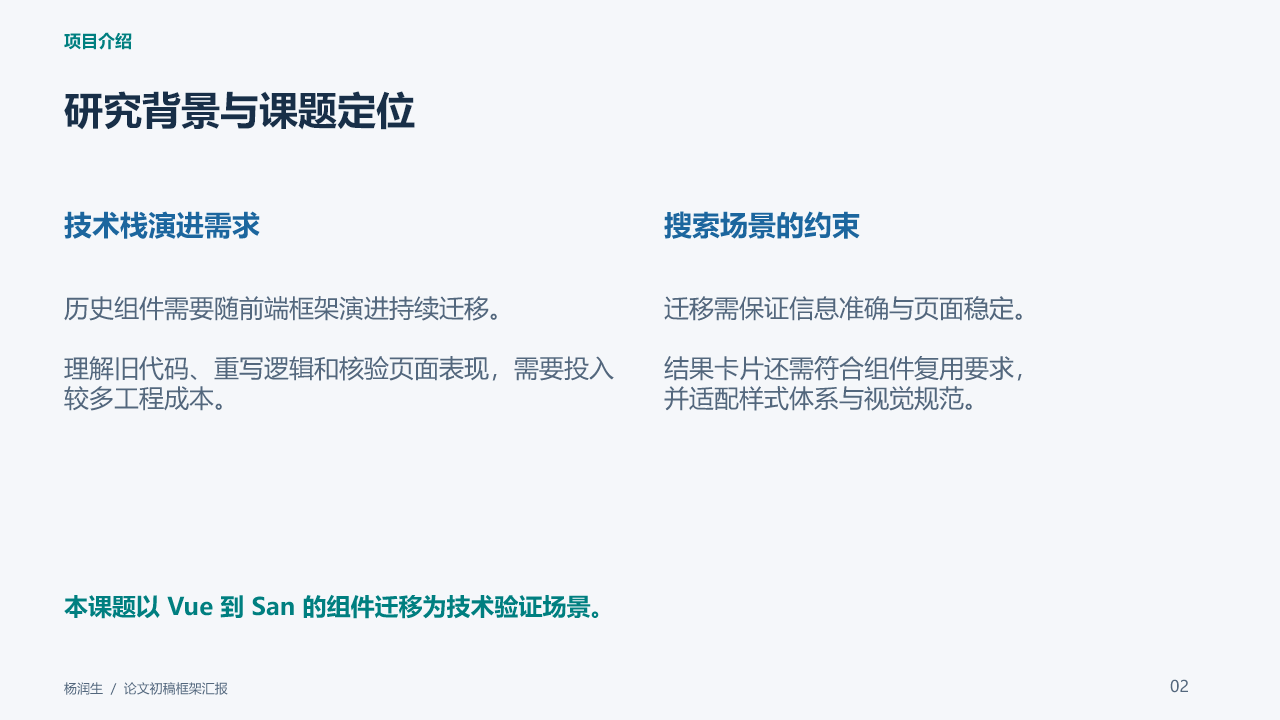 项目介绍
研究背景与课题定位
技术栈演进需求
历史组件需要随前端框架演进持续迁移。
理解旧代码、重写逻辑和核验页面表现，需要投入
较多工程成本。
搜索场景的约束
迁移需保证信息准确与页面稳定。
结果卡片还需符合组件复用要求，
并适配样式体系与视觉规范。
本课题以 Vue 到 San 的组件迁移为技术验证场景。
杨润生 / 论文初稿框架汇报
02